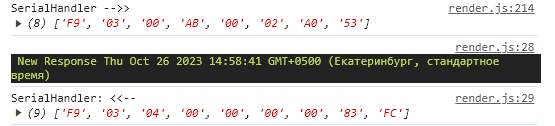 SerialHandler -->> render.js:214
▶ (8) ['F9', '03', '00', 'AB', '00', '02', 'A0', '53']
render.js:28
New Response Thu Oct 26 2023 14:58:41 GMT+0500 (Екатеринбург, стандартное
время)
SerialHandler: <<-- render.js:29
▶ (9) ['F9', '03', '04', '00', '00', '00', '00', '83', 'FC']